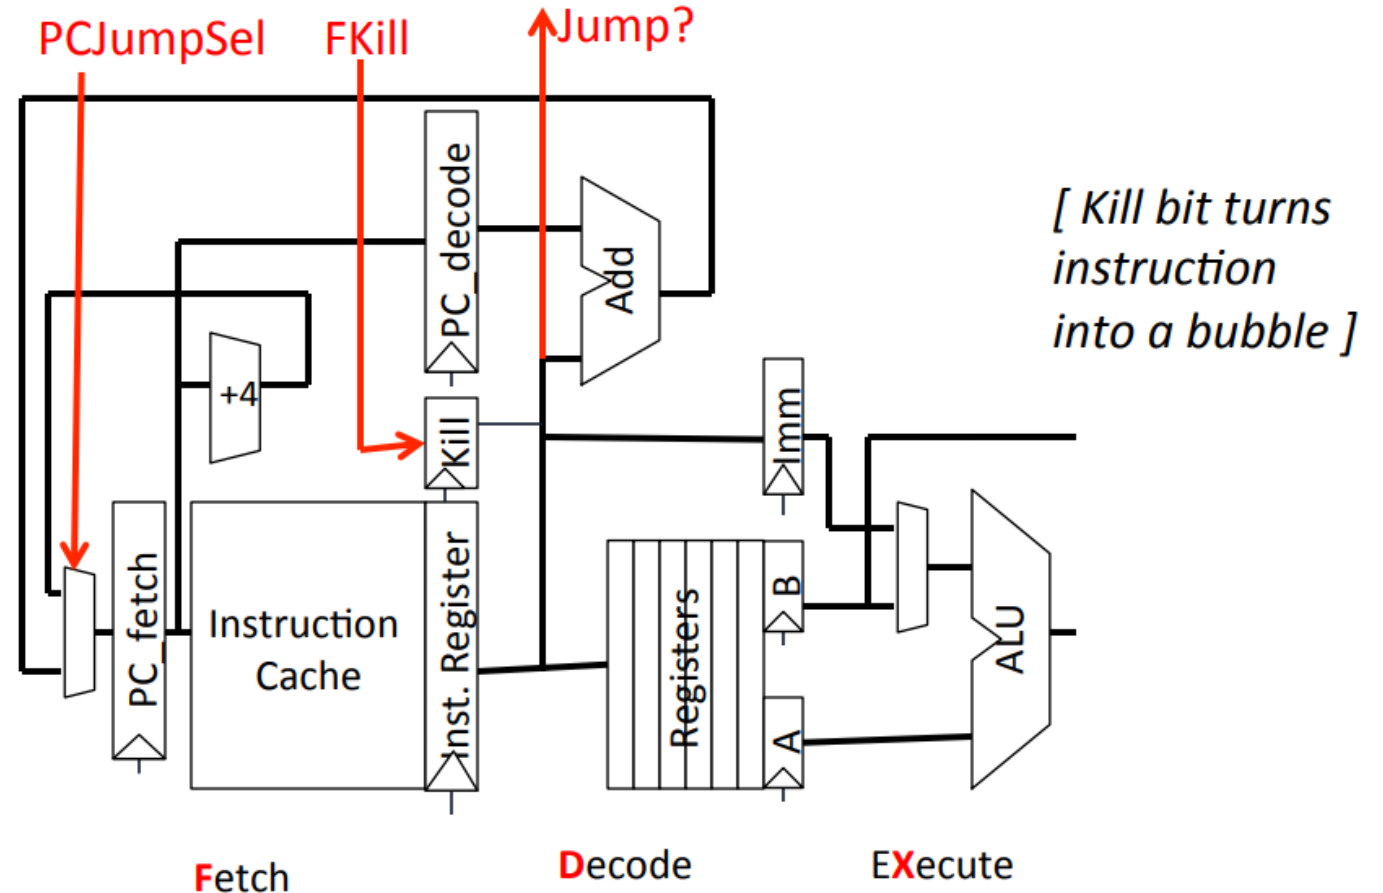 PCJumpSel
FKill
Jump?
PC_decode
Add
[ Kill bit turns
instruction
into a bubble ]
+4
Kill
Imm
PC_fetch
Instruction
Cache
Inst. Register
Registers
B
A
ALU
Fetch
Decode
EXecute